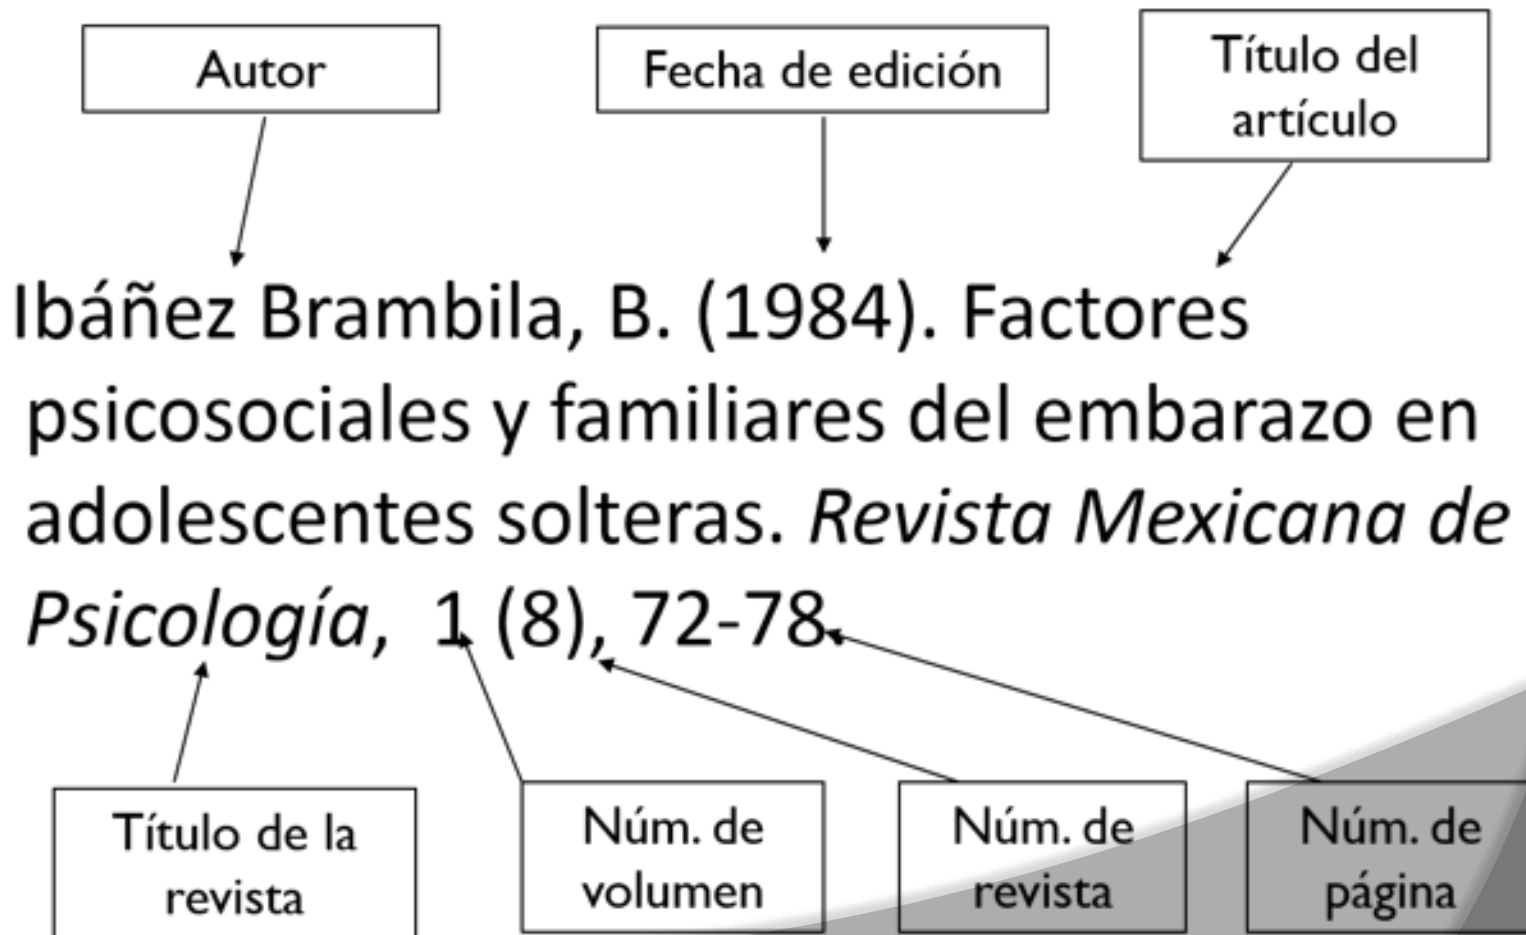 Autor
Fecha de edición
Título del
artículo
Ibáñez Brambila, B. (1984). Factores
psicosociales y familiares del embarazo en
adolescentes solteras. Revista Mexicana de
Psicología, 1 (8), 72-78.
Título de la
revista
Núm. de
volumen
Núm. de
revista
Núm. de
página